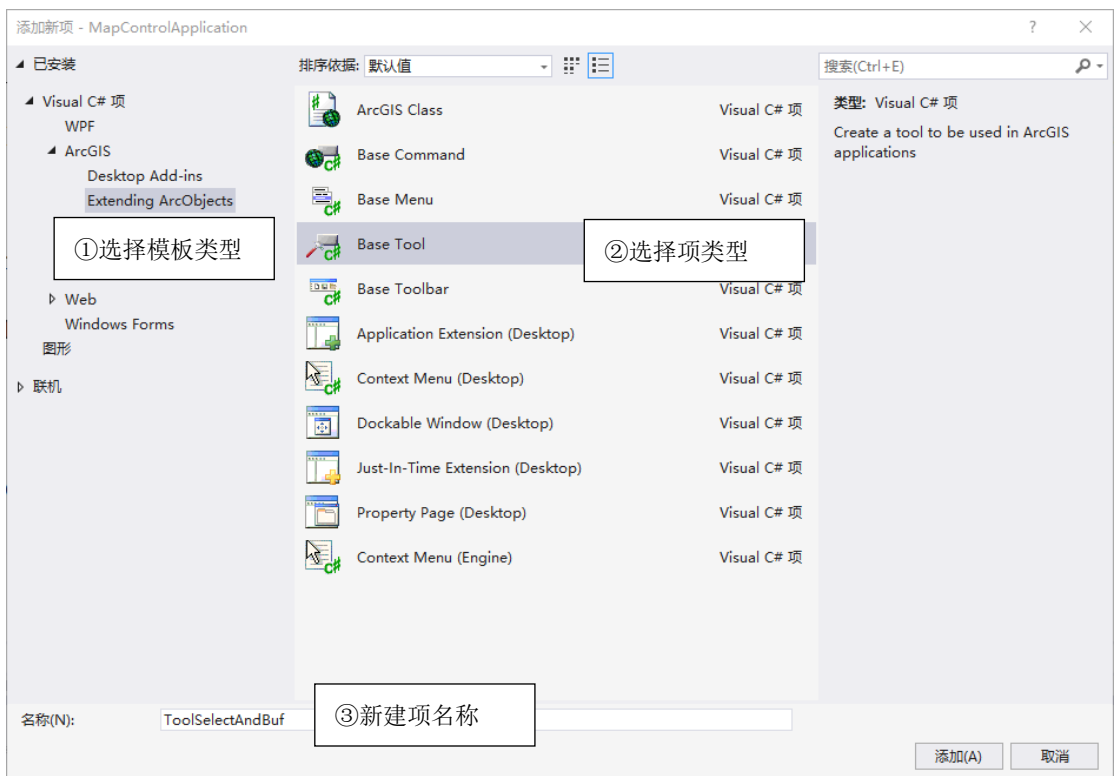 添加新项 - MapControlApplication
?
已安装
排序依据: 默认值
搜索(Ctrl+E)
Visual C# 项
WPF
ArcGIS
Desktop Add-ins
Extending ArcObjects
①选择模板类型
Web
Windows Forms
图形
联机
ArcGIS Class Visual C# 项
Base Command Visual C# 项
Base Menu Visual C# 项
Base Tool
②选择项类型
Base Toolbar Visual C# 项
Application Extension (Desktop) Visual C# 项
Context Menu (Desktop) Visual C# 项
Dockable Window (Desktop) Visual C# 项
Just-In-Time Extension (Desktop) Visual C# 项
Property Page (Desktop) Visual C# 项
Context Menu (Engine) Visual C# 项
类型: Visual C# 项
Create a tool to be used in ArcGIS
applications
名称(N): ToolSelectAndBuf
③新建项名称
添加(A) 取消